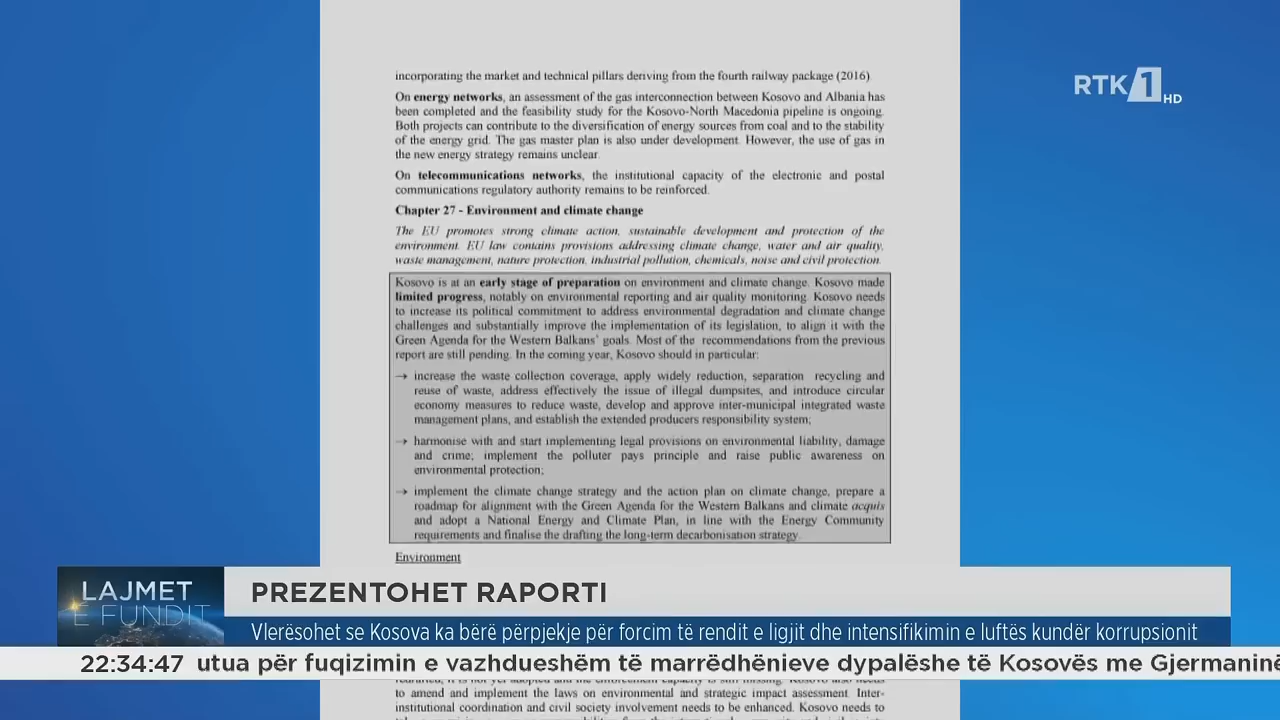 incorporating the market and technical pillars deriving from the fourth railway package (2016)
On energy networks, an assessment of the gas interconnection between Kosovo and Albania has
been completed and the feasibility study for the Kosovo-North Macedonia pipeline is ongoing.
Both projects can contribute to the diversification of energy sources from coal and to the stability
of the energy grid. The gas master plan is also under development. However, the use of gas in
the new energy strategy remains unclear.
On telecommunications networks, the institutional capacity of the electronic and postal
communications regulatory authority remains to be reinforced.
Chapter 27 - Environment and climate change
The EU promotes strong climate action, sustainable development and protection of the
environment. EU law contains provisions addressing climate change, water and air quality,
waste management, nature protection, industrial pollution, chemicals, noise and civil protection.
Kosovo is at an early stage of preparation on environment and climate change. Kosovo made
limited progress, notably on environmental reporting and air quality monitoring. Kosovo needs
to increase its political commitment to address environmental degradation and climate change
challenges and substantially improve the implementation of its legislation, to align it with the
Green Agenda for the Western Balkans' goals. Most of the recommendations from the previous
report are still pending. In the coming year, Kosovo should in particular:
→ increase the waste collection coverage, apply widely reduction, separation recycling and
reuse of waste, address effectively the issue of illegal dumpsites, and introduce circular
economy measures to reduce waste, develop and approve inter-municipal integrated waste
management plans, and establish the extended producers responsibility system;
→ harmonise with and start implementing legal provisions on environmental liability, damage
and crime; implement the polluter pays principle and raise public awareness on
environmental protection;
→ implement the climate change strategy and the action plan on climate change, prepare a
roadmap for alignment with the Green Agenda for the Western Balkans and climate acquis
and adopt a National Energy and Climate Plan, in line with the Energy Community
requirements and finalise the drafting the long-term decarbonisation strategy.
Environment
RTK1 HD
LAJMET
E FUNDIT
PREZENTOHET RAPORTI
Vlerësohet se Kosova ka bërë përpjekje për forcim të rendit e ligjit dhe intensifikimin e luftës kundër korrupsionit
22:34:47 utua për fuqizimin e vazhdueshëm të marrëdhënieve dypalëshe të Kosovës me Gjermaninë
to amend and implement the laws on environmental and strategic impact assessment. Inter-
institutional coordination and civil society involvement needs to be enhanced. Kosovo needs to